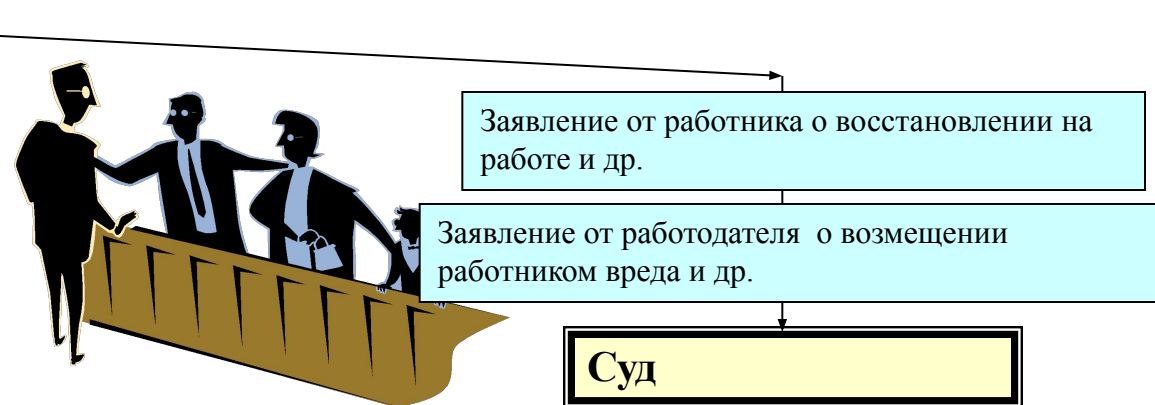 Заявление от работника о восстановлении на
работе и др.
Заявление от работодателя о возмещении
работником вреда и др.
Суд